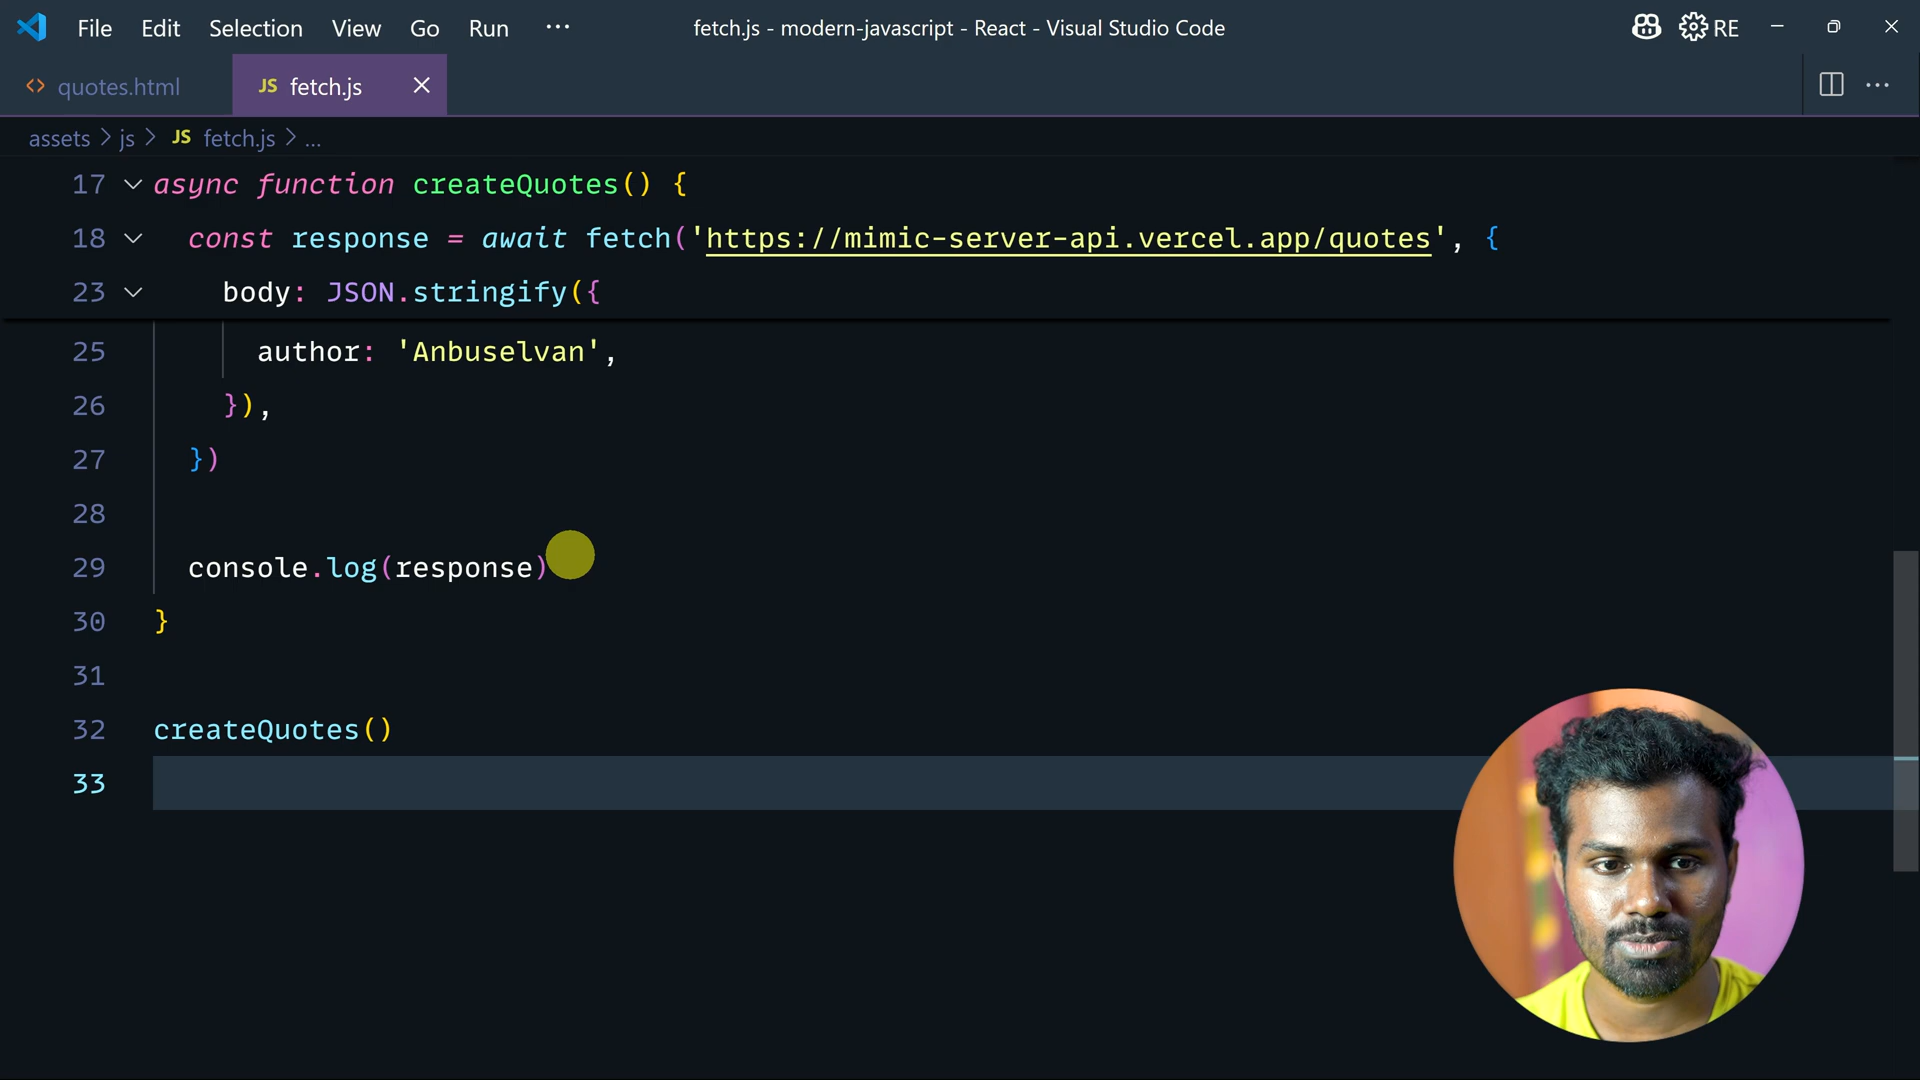 File Edit Selection View Go Run ··· fetch.js - modern-javascript - React - Visual Studio Code RE
<> quotes.html JS fetch.js
assets > js > JS fetch.js > ...
17 async function createQuotes() {
18 const response = await fetch('https://mimic-server-api.vercel.app/quotes', {
23 body: JSON.stringify({
25 author: 'Anbuselvan',
26 }),
27 })
28
29 console.log(response)
30 }
31
32 createQuotes()
33